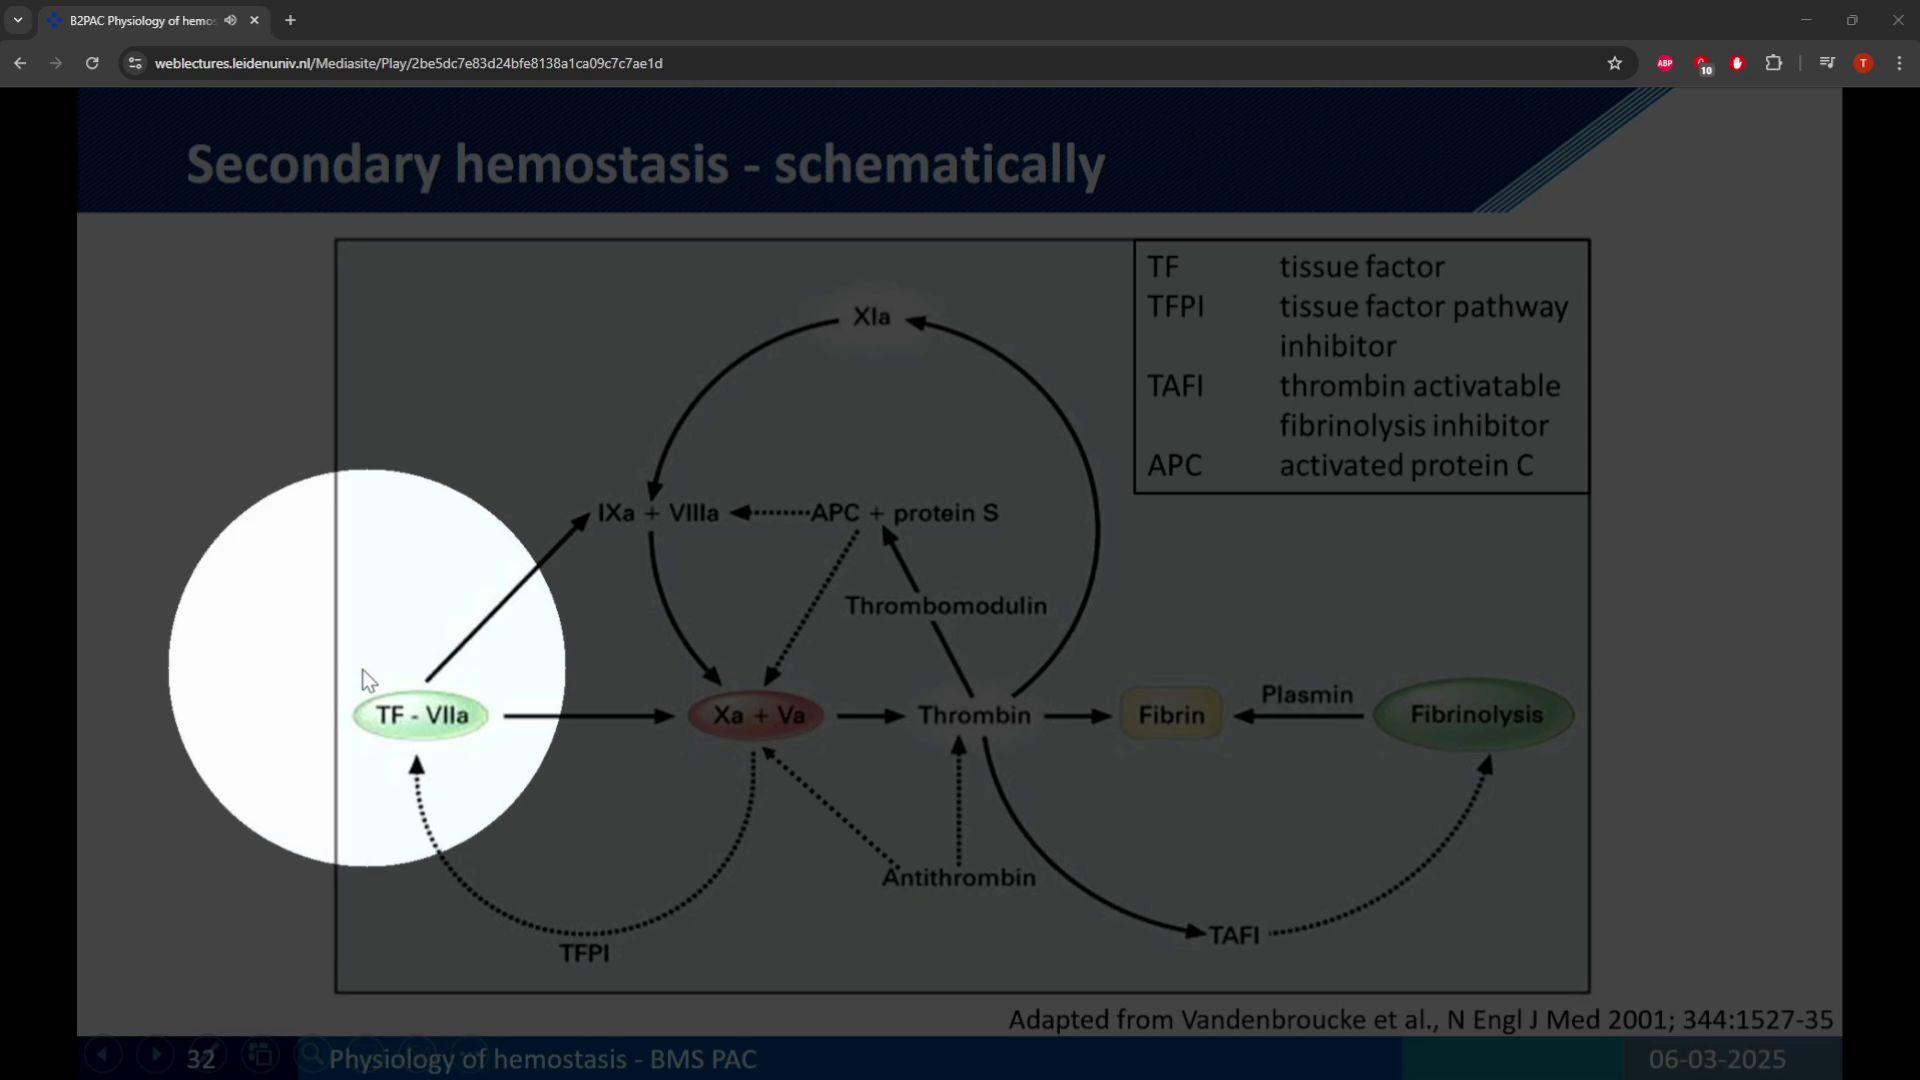 B2PAC Physiology of hemos
weblectures.leidenuniv.nl/Mediasite/Play/2be5dc7e83d24bfe8138a1ca09c7c7ae1d
ABP
10
T
Secondary hemostasis - schematically
TF tissue factor
TFPI tissue factor pathway
inhibitor
TAFI thrombin activatable
fibrinolysis inhibitor
APC activated protein C
XIa
IXa + VIIIa
APC + protein S
Thrombomodulin
TF - VIIa
Xa + Va
Thrombin
Fibrin
Plasmin
Fibrinolysis
Antithrombin
TAFI
TFPI
Adapted from Vandenbroucke et al., N Engl J Med 2001; 344:1527-35
32
Physiology of hemostasis - BMS PAC
06-03-2025